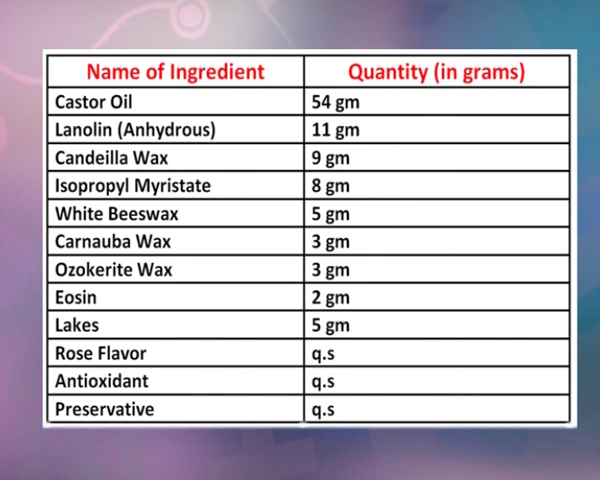 Name of Ingredient Quantity (in grams)
Castor Oil 54 gm
Lanolin (Anhydrous) 11 gm
Candeilla Wax 9 gm
Isopropyl Myristate 8 gm
White Beeswax 5 gm
Carnauba Wax 3 gm
Ozokerite Wax 3 gm
Eosin 2 gm
Lakes 5 gm
Rose Flavor q.s
Antioxidant q.s
Preservative q.s